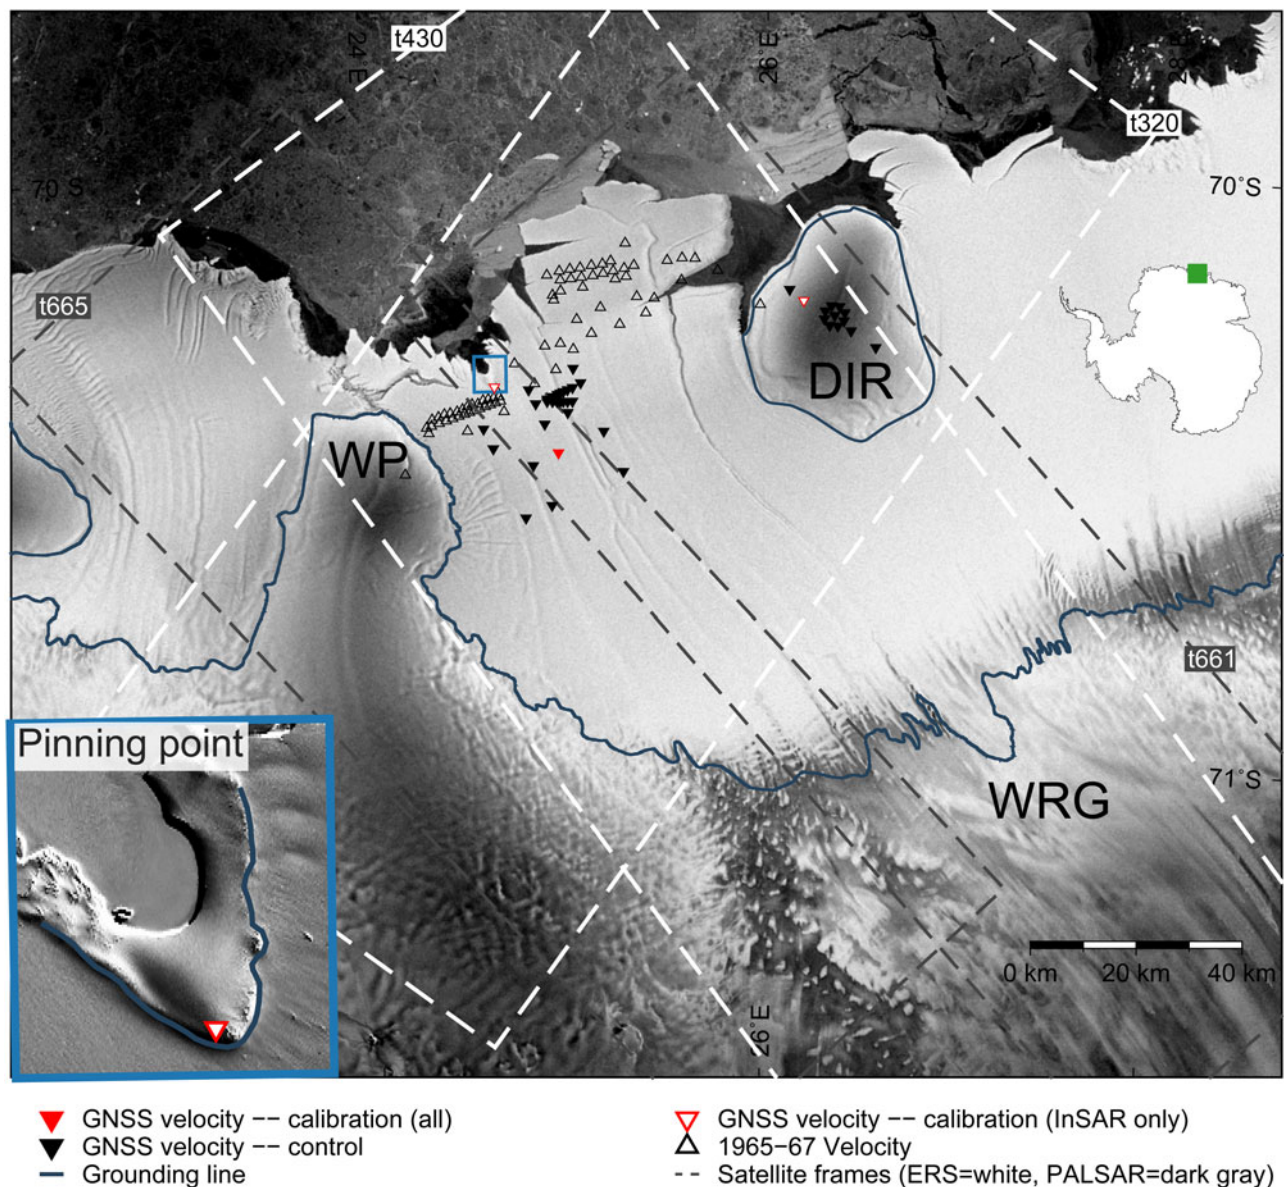 t430
24 E
26°E
28 E
t320
70 S
70°S
t665
DIR
WP
t661
71°S
WRG
Pinning point
0 km 20 km 40 km
26°E
GNSS velocity -- calibration (all)
GNSS velocity -- control
Grounding line
GNSS velocity -- calibration (InSAR only)
1965-67 Velocity
Satellite frames (ERS=white, PALSAR=dark gray)